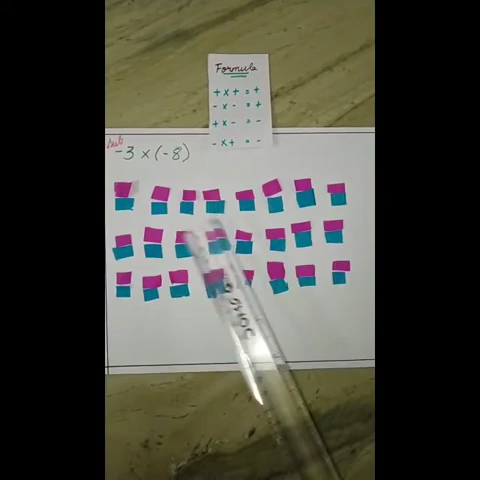 Formula
+ x + = +
- x - = +
+ x - = -
- x + = -
-3 x (-8)